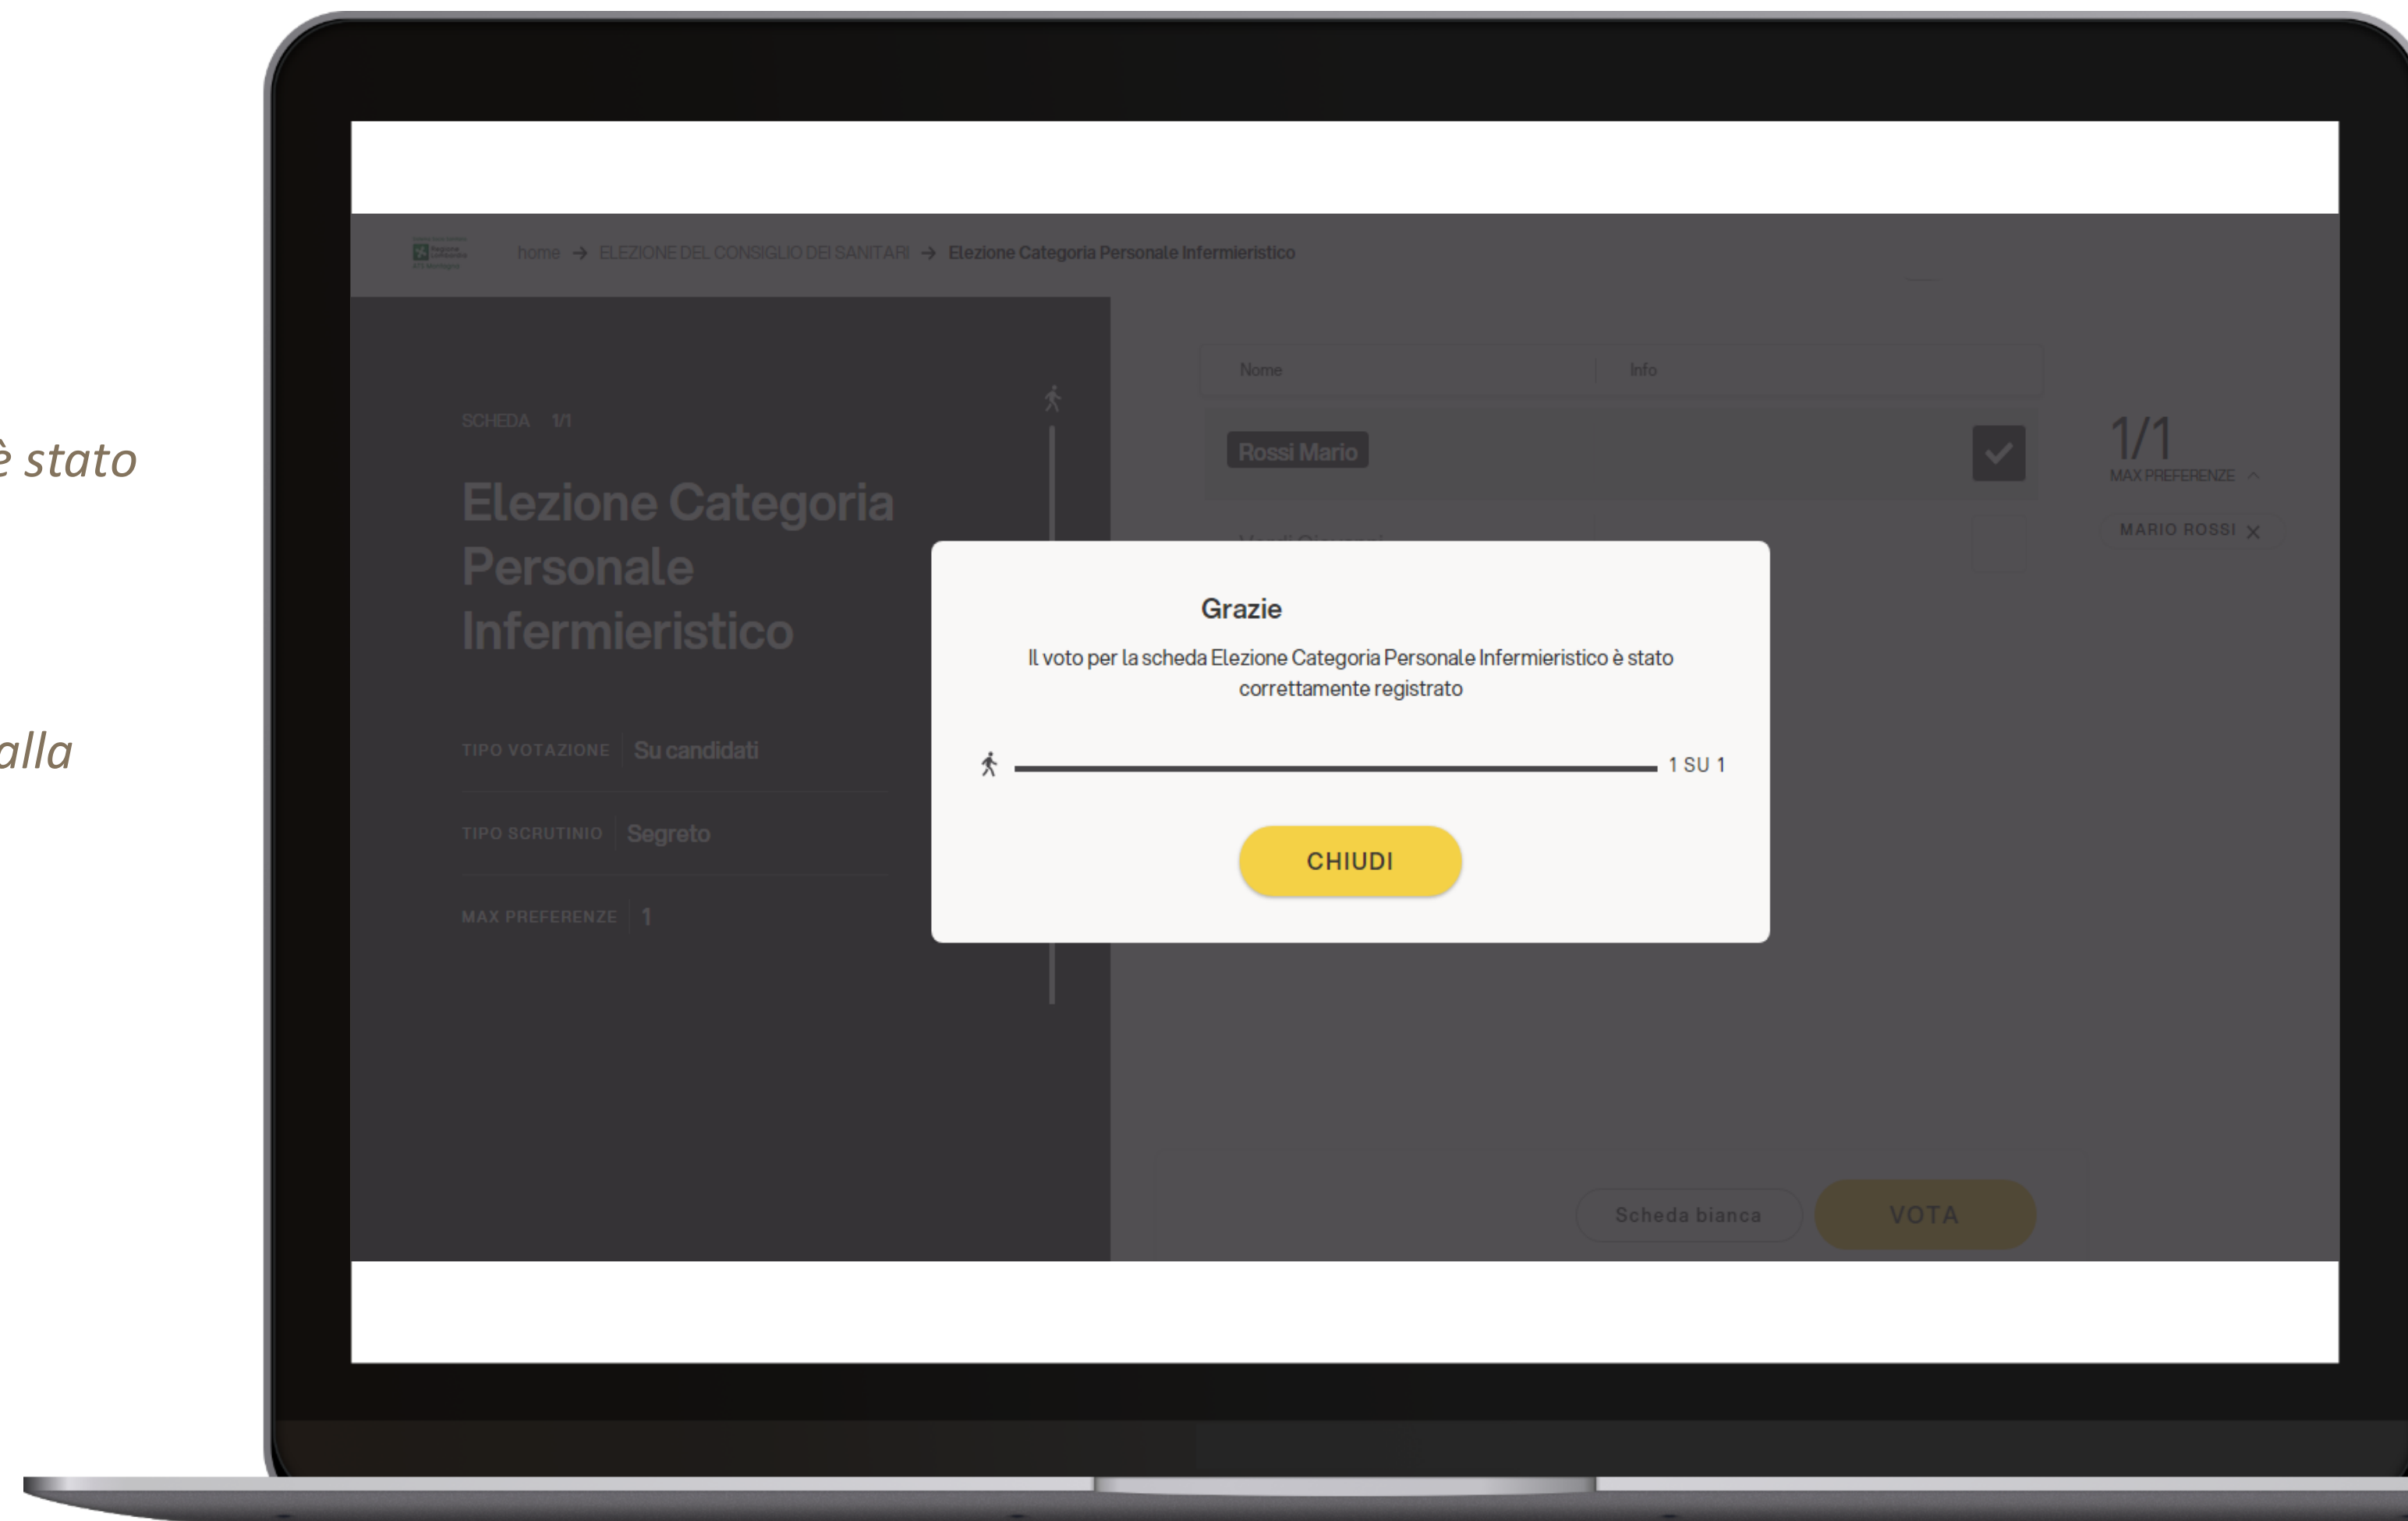 è stato
alla
Regione
Lombardia
home → ELEZIONE DEL CONSIGLIO DEI SANITARI → Elezione Categoria Personale Infermieristico
SCHEDA 1/1
Elezione Categoria
Personale
Infermieristico
TIPO VOTAZIONE Su candidati
TIPO SCRUTINIO Segreto
MAX PREFERENZE 1
Nome Info
Rossi Mario
1/1
MAX PREFERENZE
MARIO ROSSI
Grazie
Il voto per la scheda Elezione Categoria Personale Infermieristico è stato
correttamente registrato
1 SU 1
CHIUDI
Scheda bianca VOTA